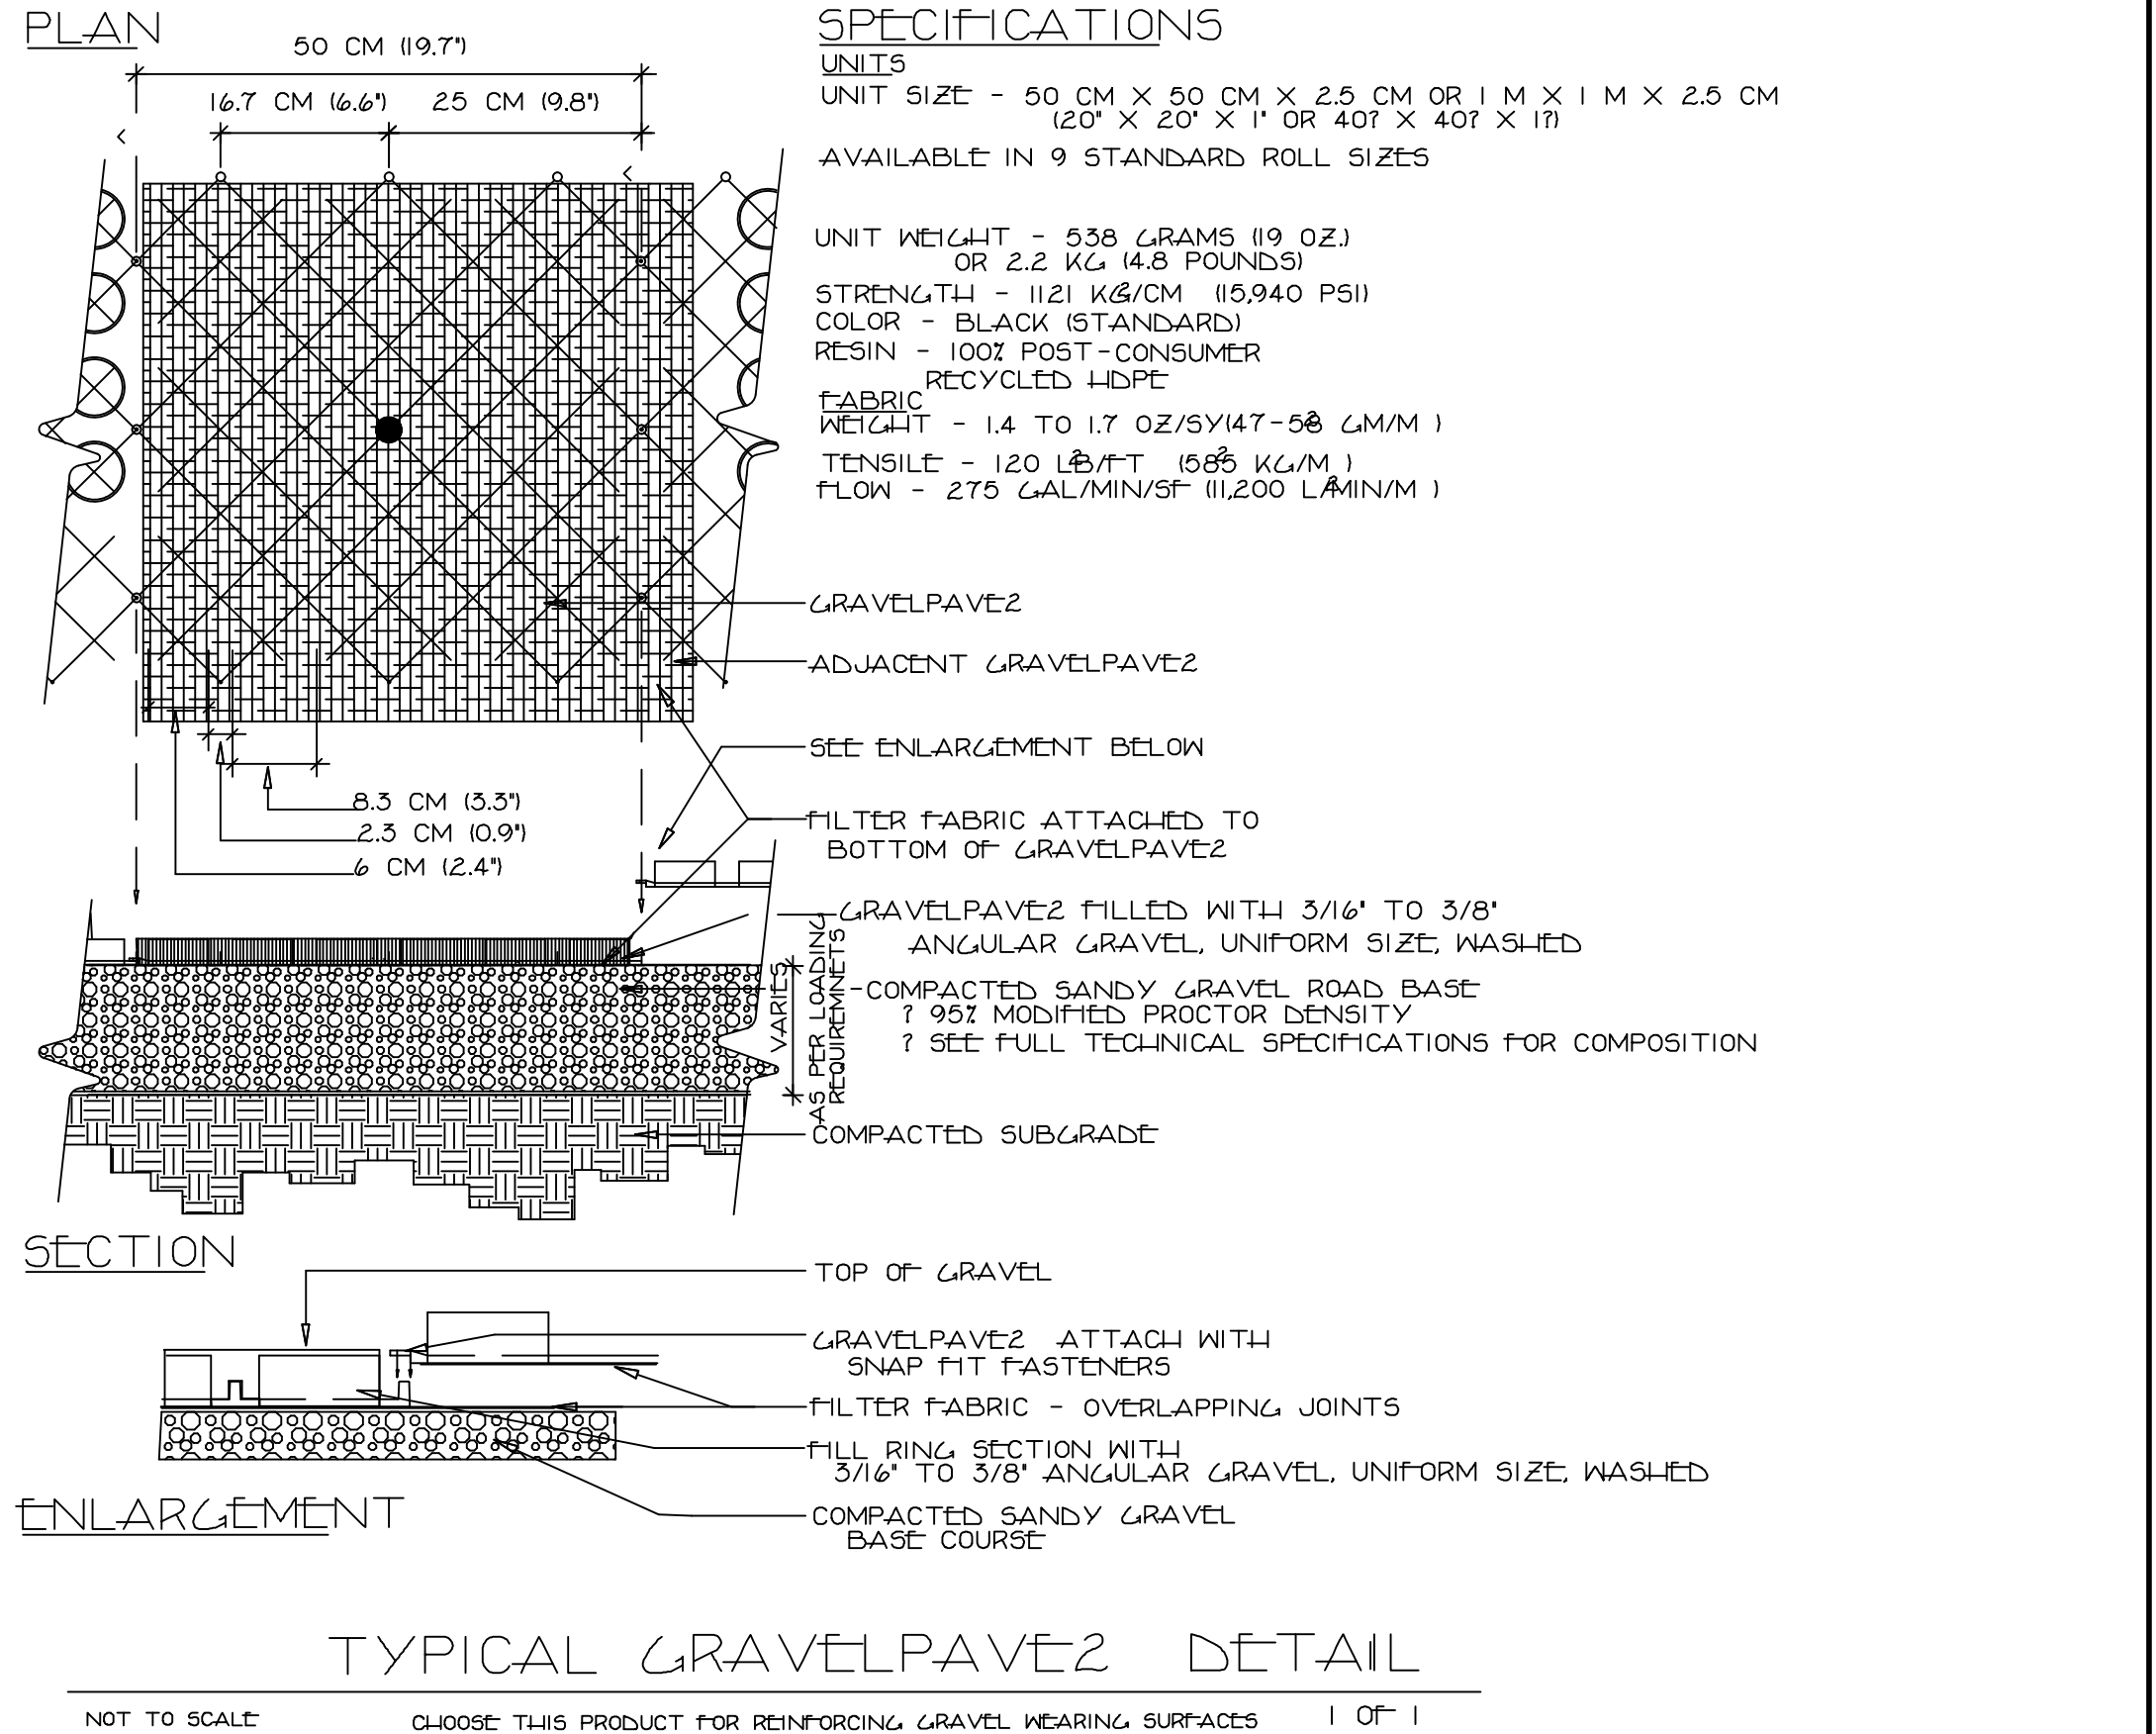 PLAN
50 CM (19.7")
16.7 CM (6.6") 25 CM (9.8")
8.3 CM (3.3")
2.3 CM (0.9")
6 CM (2.4")
SPECIFICATIONS
UNITS
UNIT SIZE - 50 CM X 50 CM X 2.5 CM OR 1 M X 1 M X 2.5 CM
(20" X 20" X 1" OR 40? X 40? X 1?)
AVAILABLE IN 9 STANDARD ROLL SIZES
UNIT WEIGHT - 538 GRAMS (19 OZ.)
OR 2.2 KG (4.8 POUNDS)
STRENGTH - 1121 KG/CM2 (15,940 PSI)
COLOR - BLACK (STANDARD)
RESIN - 100% POST-CONSUMER
RECYCLED HDPE
FABRIC
WEIGHT - 1.4 TO 1.7 OZ/SY(47-58 GM/M2)
TENSILE - 120 LB/FT2 (585 KG/M2)
FLOW - 275 GAL/MIN/SF (11,200 L/MIN/M2)
GRAVELPAVE2
ADJACENT GRAVELPAVE2
SEE ENLARGEMENT BELOW
FILTER FABRIC ATTACHED TO
BOTTOM OF GRAVELPAVE2
GRAVELPAVE2 FILLED WITH 3/16" TO 3/8"
ANGULAR GRAVEL, UNIFORM SIZE, WASHED
VARIES
AS PER LOADING
REQUIREMNETS
COMPACTED SANDY GRAVEL ROAD BASE
? 95% MODIFIED PROCTOR DENSITY
? SEE FULL TECHNICAL SPECIFICATIONS FOR COMPOSITION
COMPACTED SUBGRADE
SECTION
TOP OF GRAVEL
GRAVELPAVE2 ATTACH WITH
SNAP FIT FASTENERS
FILTER FABRIC - OVERLAPPING JOINTS
FILL RING SECTION WITH
3/16" TO 3/8" ANGULAR GRAVEL, UNIFORM SIZE, WASHED
COMPACTED SANDY GRAVEL
BASE COURSE
ENLARGEMENT
TYPICAL GRAVELPAVE2 DETAIL
NOT TO SCALE CHOOSE THIS PRODUCT FOR REINFORCING GRAVEL WEARING SURFACES 1 OF 1